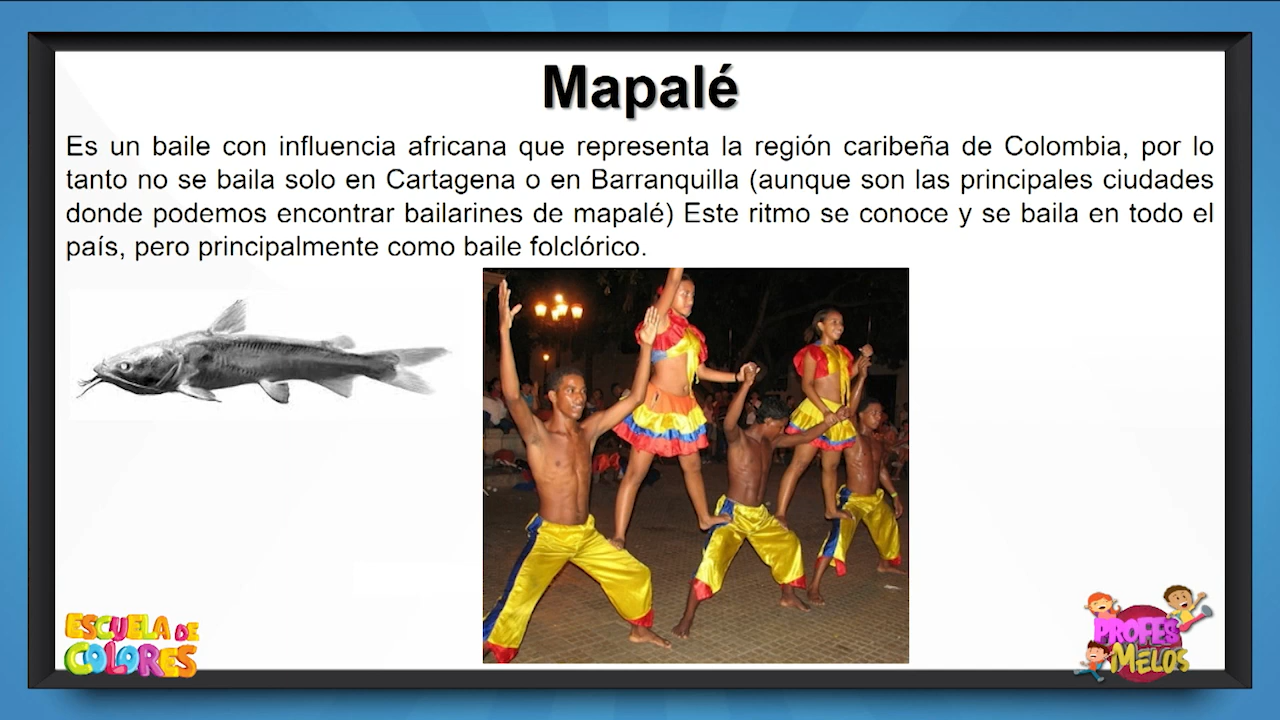 Mapalé
Es un baile con influencia africana que representa la región caribeña de Colombia, por lo
tanto no se baila solo en Cartagena o en Barranquilla (aunque son las principales ciudades
donde podemos encontrar bailarines de mapalé) Este ritmo se conoce y se baila en todo el
país, pero principalmente como baile folclórico.
ESCUELA DE
COLORES
PROFES
MELOS